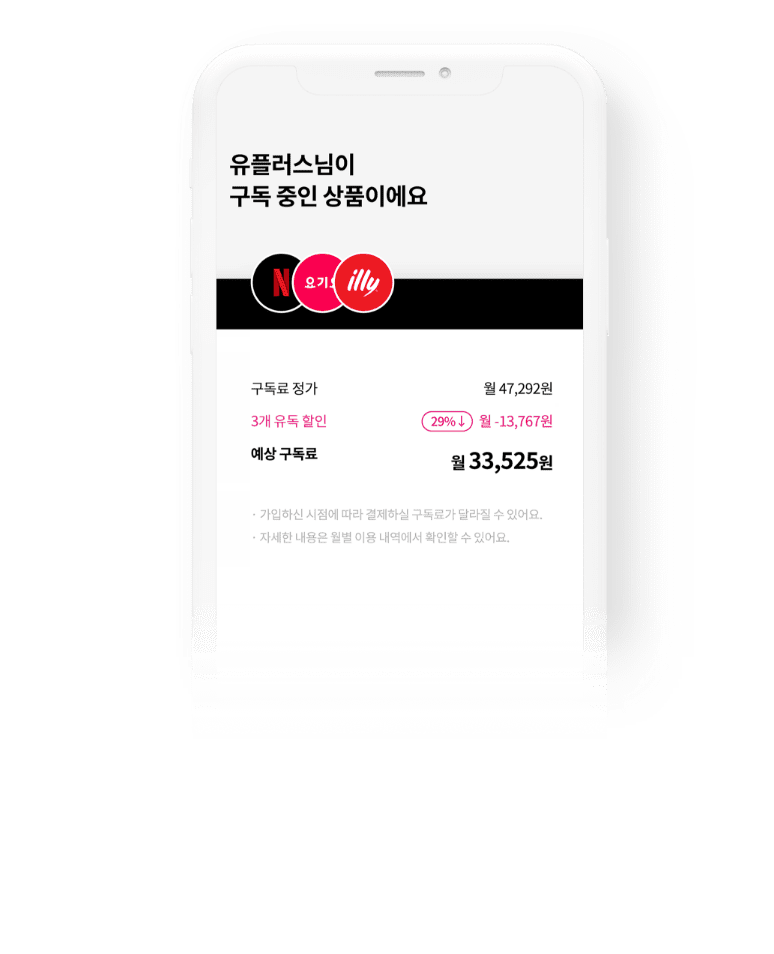 유플러스님이
구독 중인 상품이에요
N 요기요 illy
구독료 정가 월 47,292원
3개 유독 할인 29%↓ 월 -13,767원
예상 구독료 월 33,525원
· 가입하신 시점에 따라 결제하실 구독료가 달라질 수 있어요.
· 자세한 내용은 월별 이용 내역에서 확인할 수 있어요.